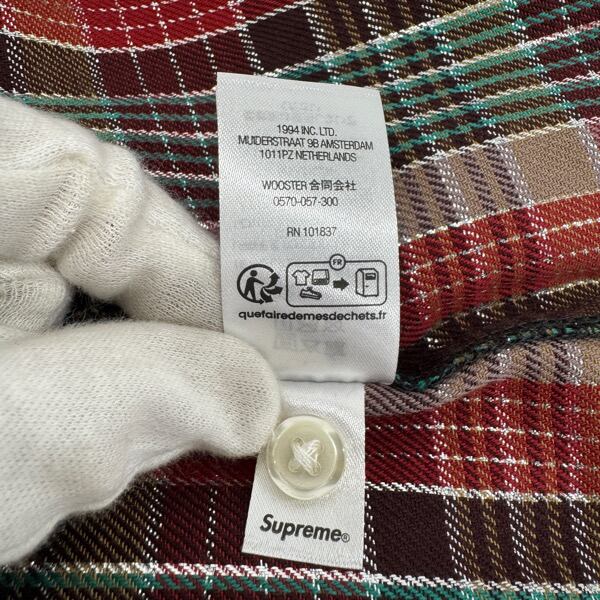 1994 INC. LTD.
MUIDERSTRAAT 9B AMSTERDAM
1011PZ NETHERLANDS
WOOSTER 合同会社
0570-057-300
RN 101837
FR
quefairedemesdechets.fr
Supreme®